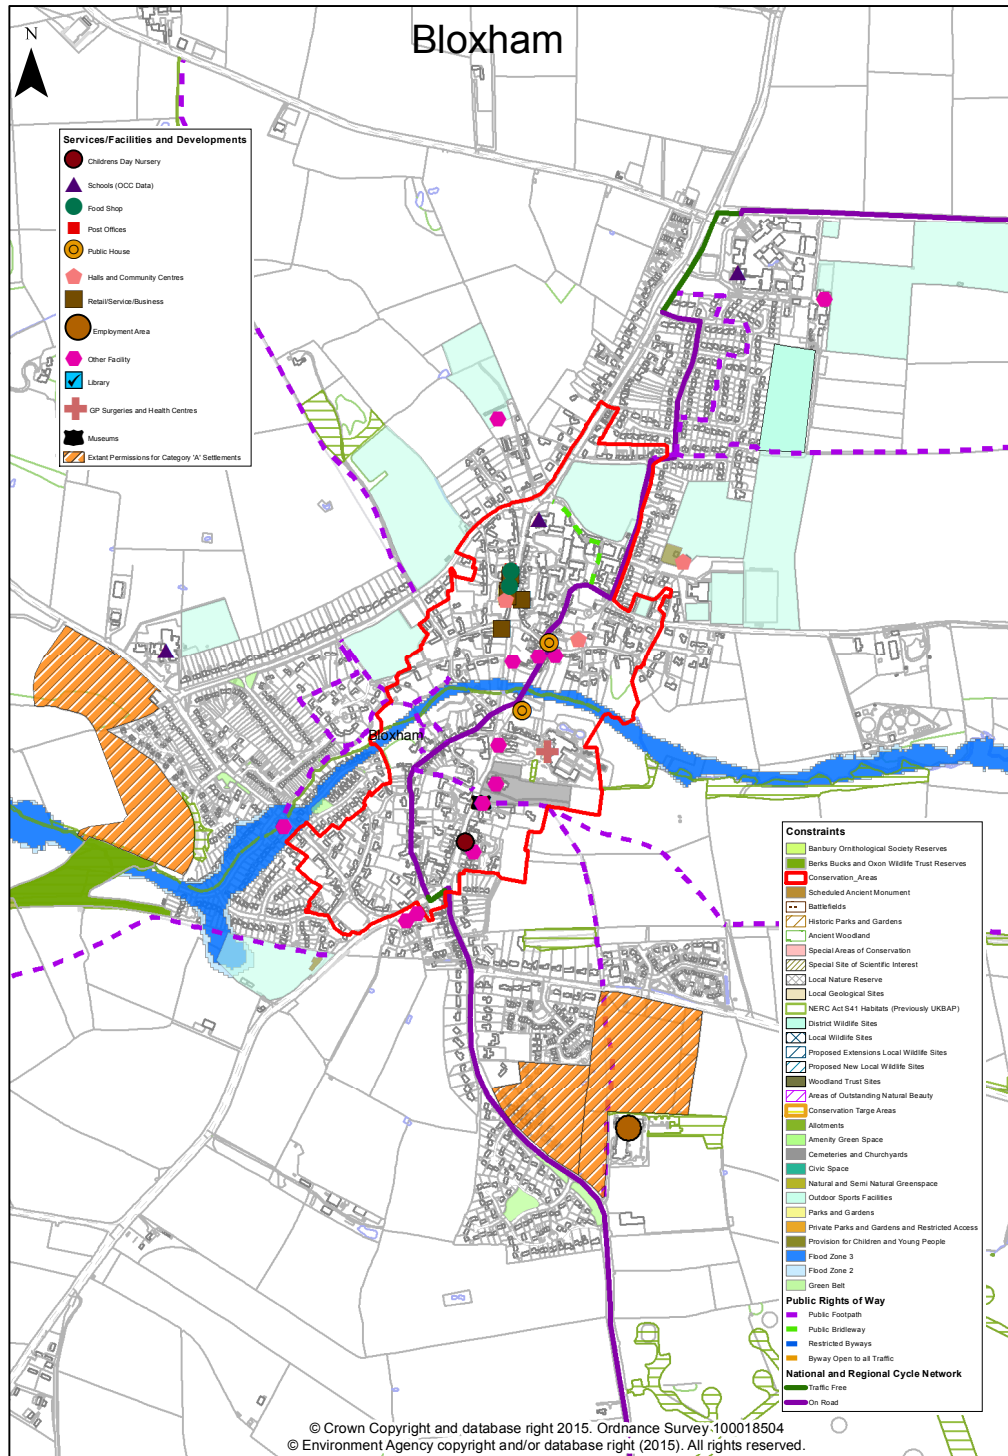 Bloxham
N
Services/Facilities and Developments
Childrens Day Nursery
Schools (OCC Data)
Food Shop
Post Offices
Public House
Halls and Community Centres
Retail/Service/Business
Employment Area
Other Facility
Library
GP Surgeries and Health Centres
Museums
Extant Permissions for Category 'A' Settlements
Bloxham
Constraints
Banbury Ornithological Society Reserves
Berks Bucks and Oxon Wildlife Trust Reserves
Conservation_Areas
Scheduled Ancient Monument
Battlefields
Historic Parks and Gardens
Ancient Woodland
Special Areas of Conservation
Special Site of Scientific Interest
Local Nature Reserve
Local Geological Sites
NERC Act S41 Habitats (Previously UKBAP)
District Wildlife Sites
Local Wildlife Sites
Proposed Extensions Local Wildlife Sites
Proposed New Local Wildlife Sites
Woodland Trust Sites
Areas of Outstanding Natural Beauty
Conservation Targe Areas
Allotments
Amenity Green Space
Cemeteries and Churchyards
Civic Space
Natural and Semi Natural Greenspace
Outdoor Sports Facilities
Parks and Gardens
Private Parks and Gardens and Restricted Access
Provision for Children and Young People
Flood Zone 3
Flood Zone 2
Green Belt
Public Rights of Way
Public Footpath
Public Bridleway
Restricted Byways
Byway Open to all Traffic
National and Regional Cycle Network
Traffic Free
On Road
© Crown Copyright and database right 2015. Ordnance Survey 100018504
© Environment Agency copyright and/or database right (2015). All rights reserved.